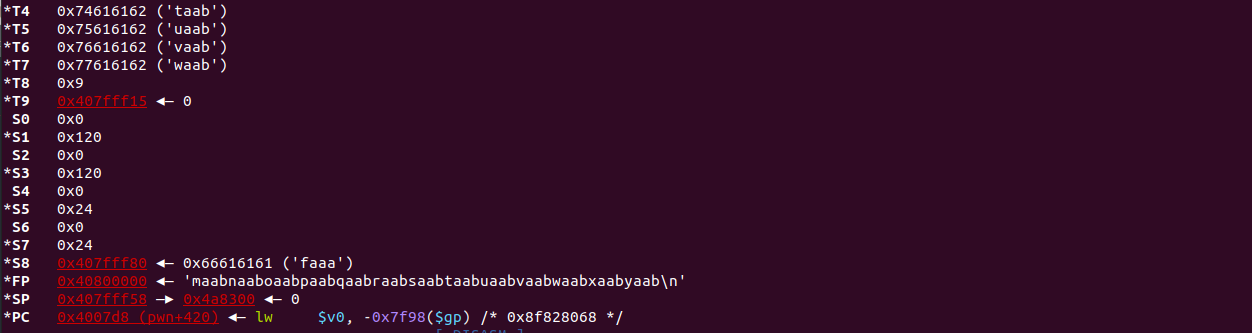 *T4 0x74616162 ('taab')
*T5 0x75616162 ('uaab')
*T6 0x76616162 ('vaab')
*T7 0x77616162 ('waab')
*T8 0x9
*T9 0x407fff15 ◂— 0
S0 0x0
*S1 0x120
S2 0x0
*S3 0x120
S4 0x0
*S5 0x24
S6 0x0
*S7 0x24
*S8 0x407fff80 ◂— 0x66616161 ('faaa')
*FP 0x40800000 ◂— 'maabnaaboaabpaabqaabraabsaabtaabuaabvaabwaabxaabyaab\n'
*SP 0x407fff58 —▸ 0x4a8300 ◂— 0
*PC 0x4007d8 (pwn+420) ◂— lw $v0, -0x7f98($gp) /* 0x8f828068 */
[ DISASM ]